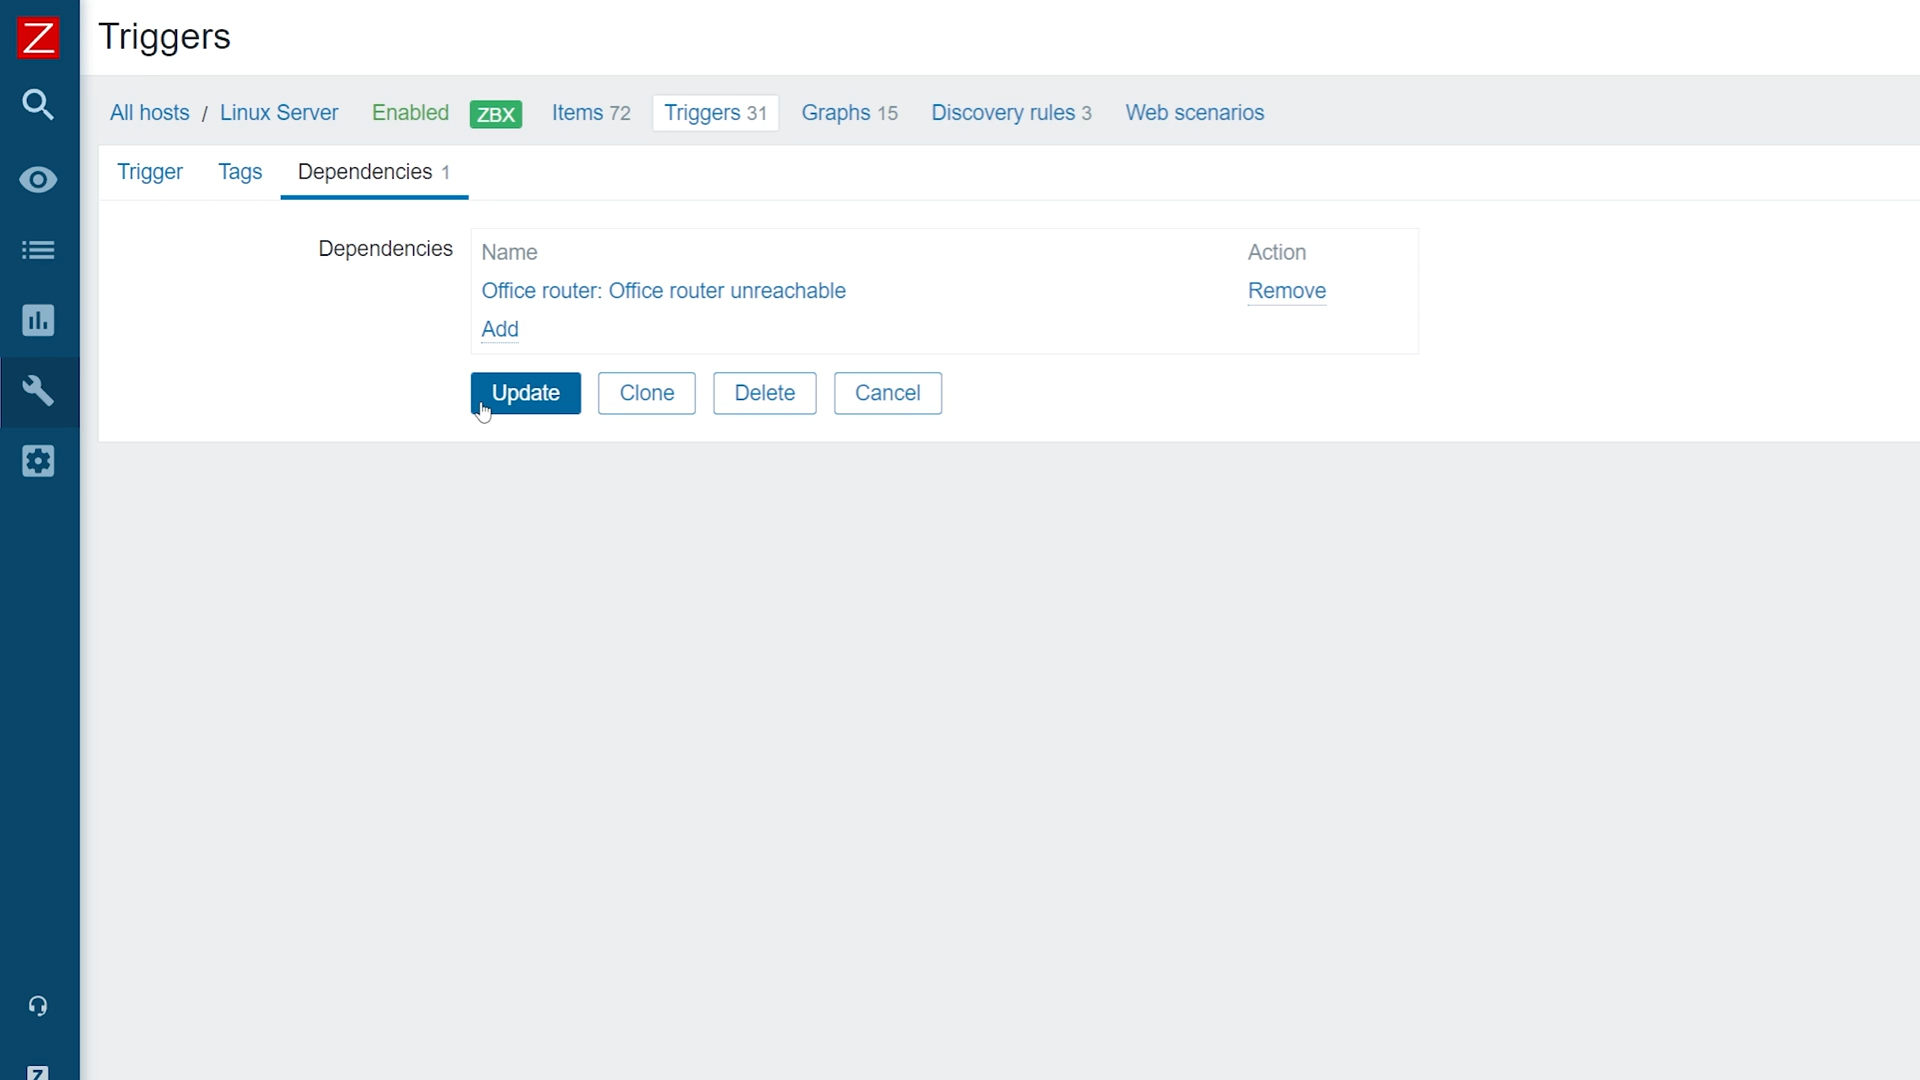 Z
Triggers
All hosts / Linux Server Enabled ZBX Items 72 Triggers 31 Graphs 15 Discovery rules 3 Web scenarios
Trigger Tags Dependencies 1
Dependencies Name Action
Office router: Office router unreachable Remove
Add
Update Clone Delete Cancel
Z